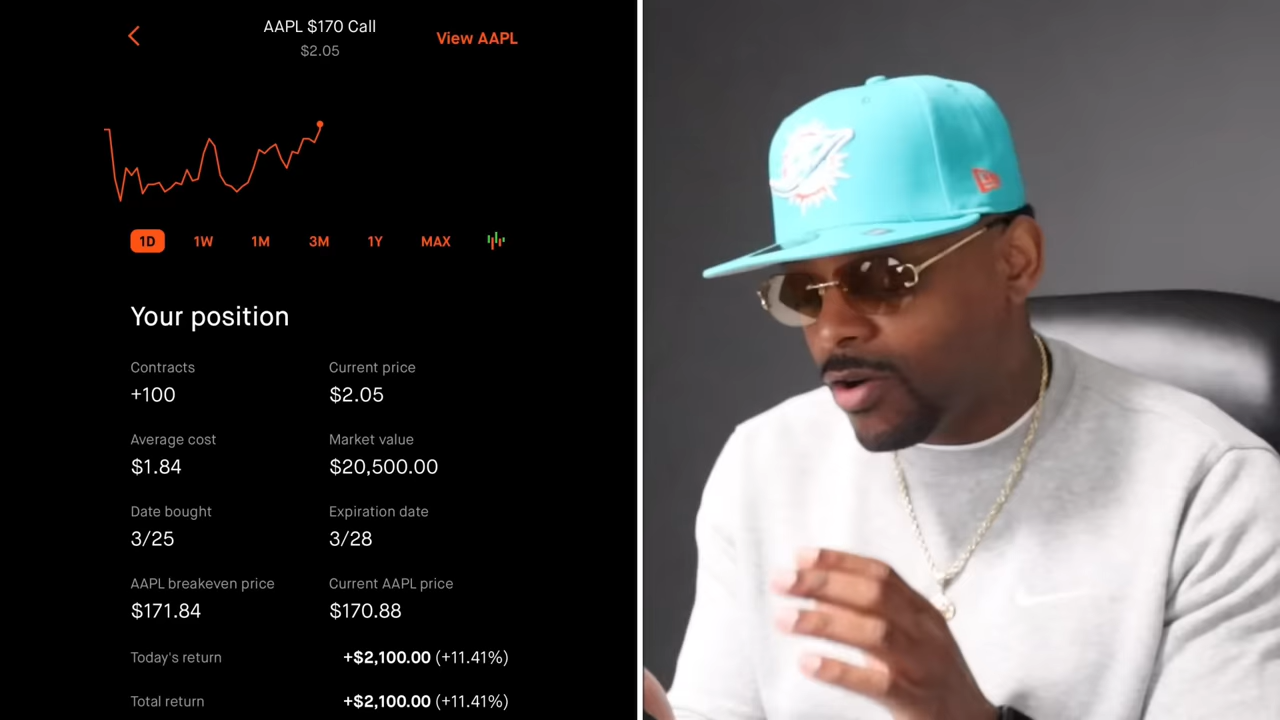 AAPL $170 Call
$2.05
View AAPL
1D 1W 1M 3M 1Y MAX
Your position
Contracts Current price
+100 $2.05
Average cost Market value
$1.84 $20,500.00
Date bought Expiration date
3/25 3/28
AAPL breakeven price Current AAPL price
$171.84 $170.88
Today's return +$2,100.00 (+11.41%)
Total return +$2,100.00 (+11.41%)